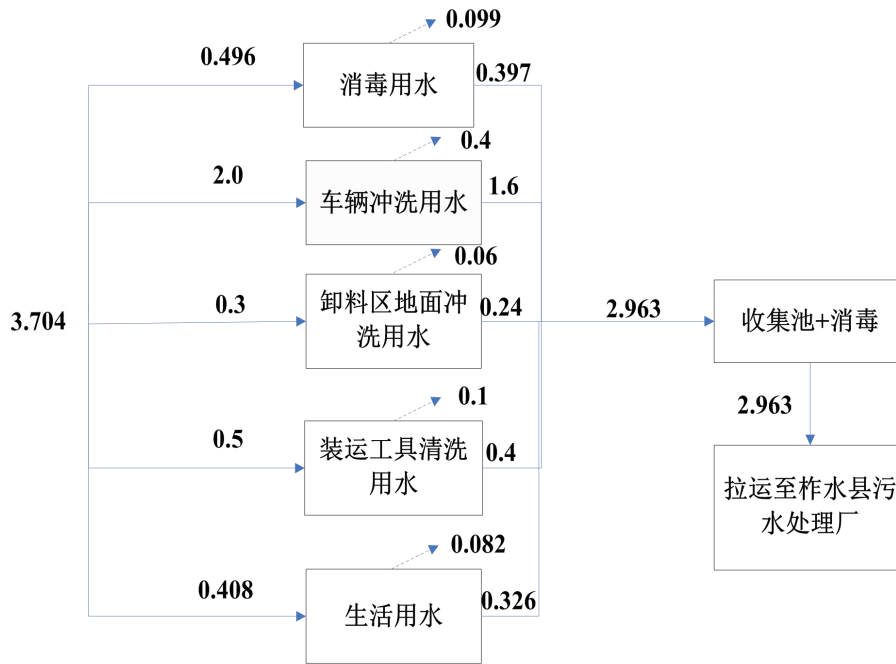 0.099
0.496
消毒用水
0.397
0.4
2.0
车辆冲洗用水
1.6
0.06
3.704
0.3
卸料区地面冲
洗用水
0.24
2.963
收集池+消毒
0.1
0.5
装运工具清洗
用水
0.4
2.963
拉运至柞水县污
水处理厂
0.082
0.408
生活用水
0.326